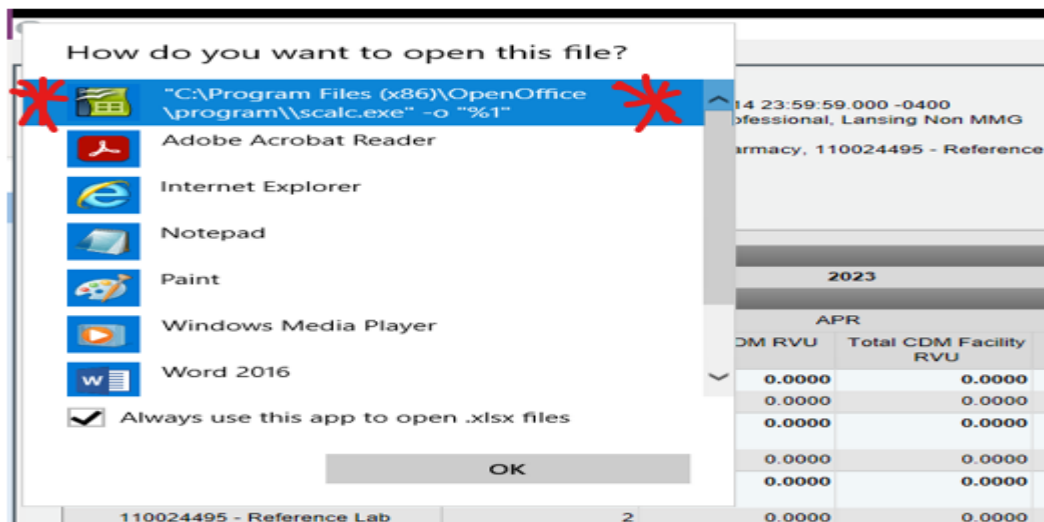 How do you want to open this file?
"C:\Program Files (x86)\OpenOffice
\program\\scalc.exe" -o "%1"
Adobe Acrobat Reader
Internet Explorer
Notepad
Paint
Windows Media Player
Word 2016
Always use this app to open .xlsx files
OK
14 23:59:59.000 -0400
ofessional, Lansing Non MMG
armacy, 110024495 - Reference
2023
APR
DM RVU Total CDM Facility
RVU
0.0000 0.0000
0.0000 0.0000
0.0000 0.0000
0.0000 0.0000
0.0000 0.0000
110024495 - Reference Lab 2 0.0000 0.0000